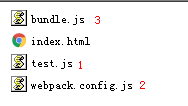 bundle.js 3
index.html
test.js 1
webpack.config.js 2